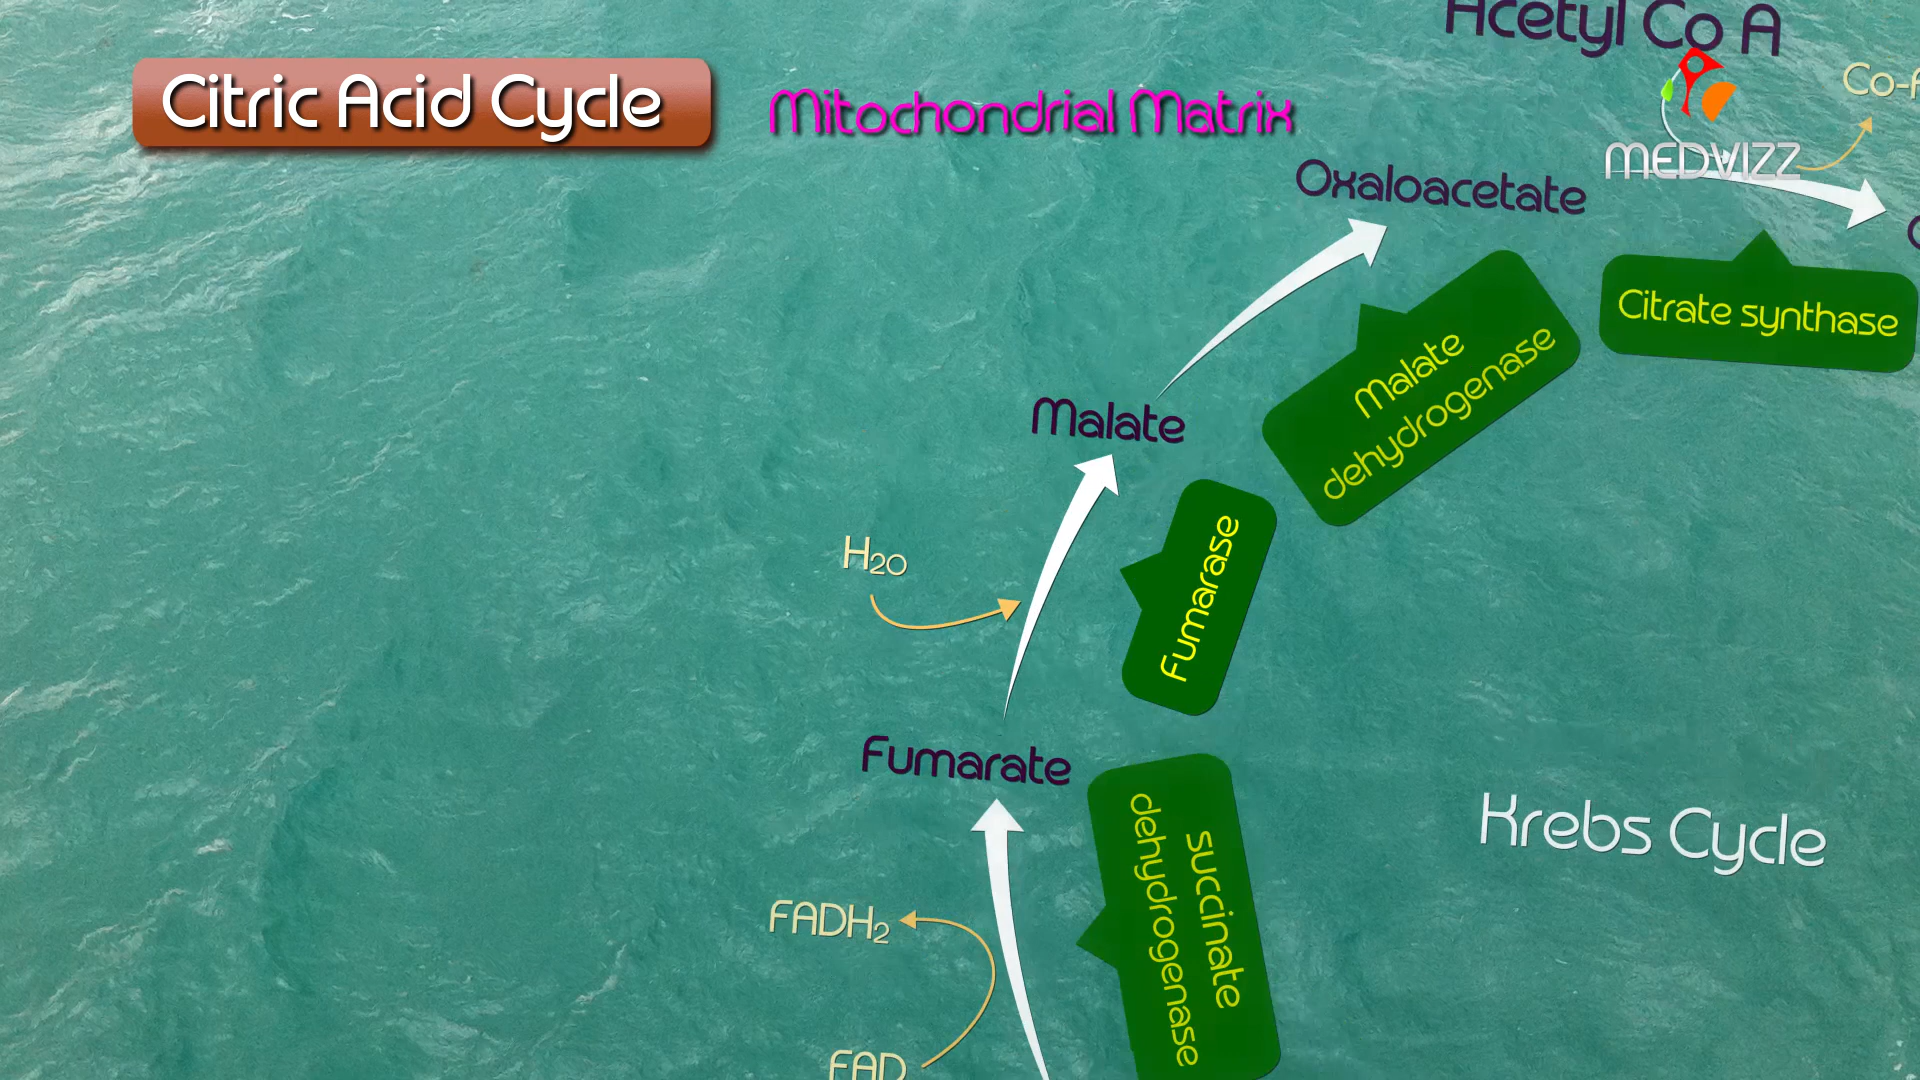 Acetyl Co A
Citric Acid Cycle
Mitochondrial Matrix
MEDVIZZ
Oxaloacetate
Citrate synthase
Malate
dehydrogenase
Malate
Fumarase
H2O
Fumarate
succinate
dehydrogenase
Krebs Cycle
FADH2
FAD